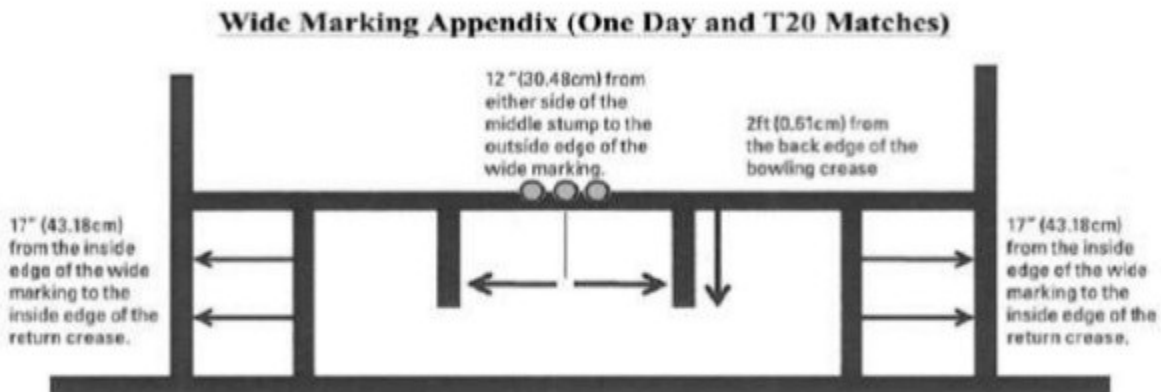 Wide Marking Appendix (One Day and T20 Matches)
12"(30.48cm) from
either side of the
middle stump to the
outside edge of the
wide marking.
2ft (0.61cm) from
the back edge of the
bowling crease
17" (43.18cm)
from the inside
edge of the wide
marking to the
inside edge of the
return crease.
17" (43.18cm)
from the inside
edge of the wide
marking to the
inside edge of the
return crease.